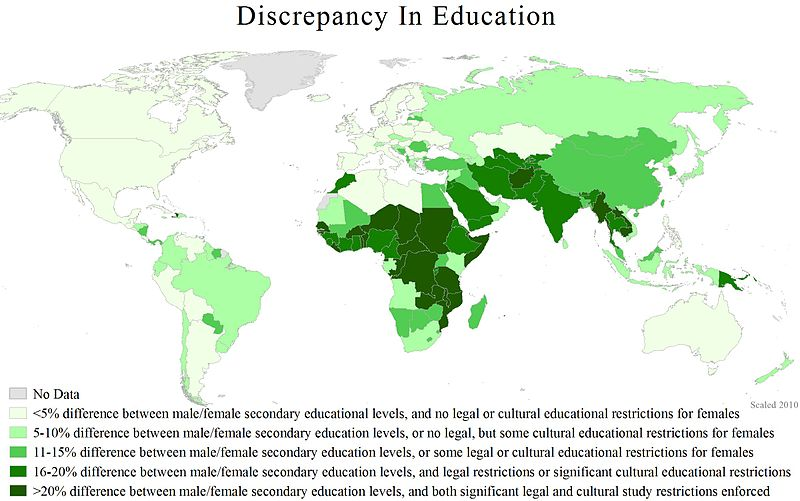 Discrepancy In Education
Scaled 2010
No Data
<5% difference between male/female secondary educational levels, and no legal or cultural educational restrictions for females
5-10% difference between male/female secondary education levels, or no legal, but some cultural educational restrictions for females
11-15% difference between male/female secondary education levels, or some legal or cultural educational restrictions for females
16-20% difference between male/female secondary education levels, and legal restrictions or significant cultural educational restrictions
>20% difference between male/female secondary education levels, and both significant legal and cultural study restrictions enforced